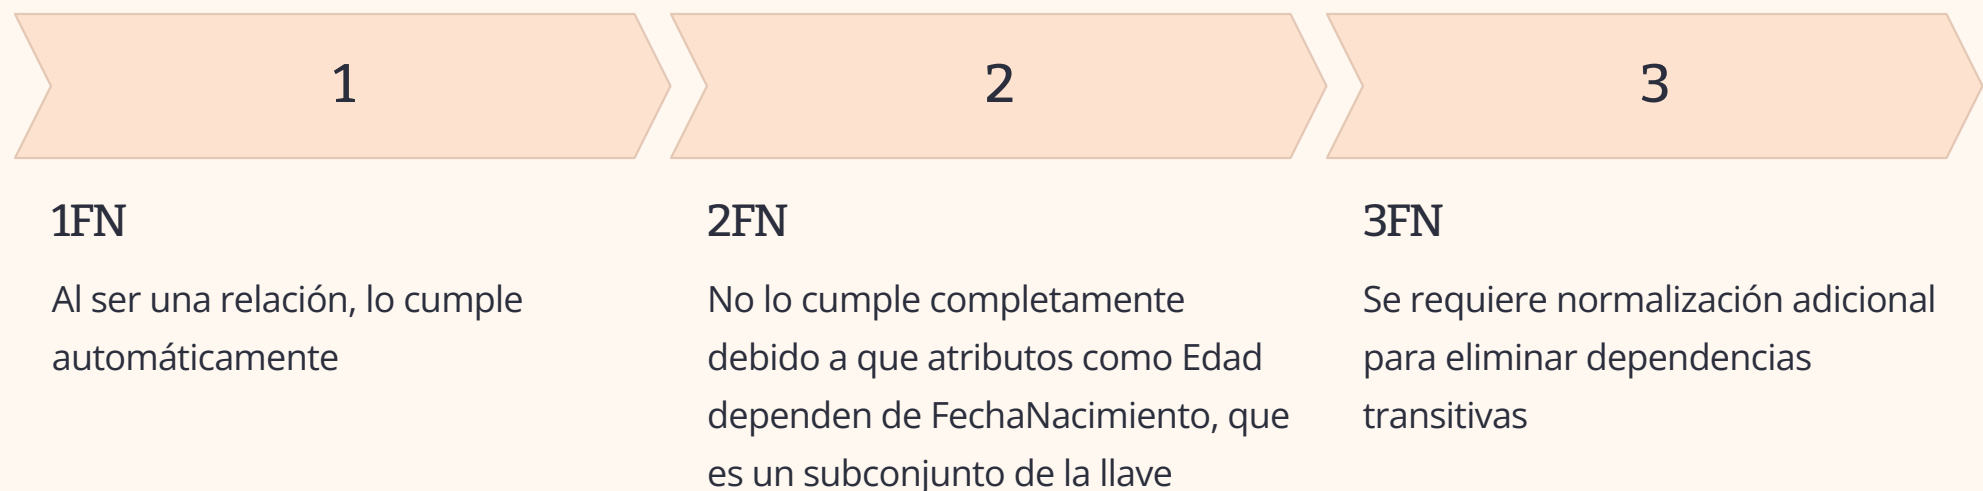 1
2
3
1FN
Al ser una relación, lo cumple
automáticamente
2FN
No lo cumple completamente
debido a que atributos como Edad
dependen de FechaNacimiento, que
es un subconjunto de la llave
3FN
Se requiere normalización adicional
para eliminar dependencias
transitivas